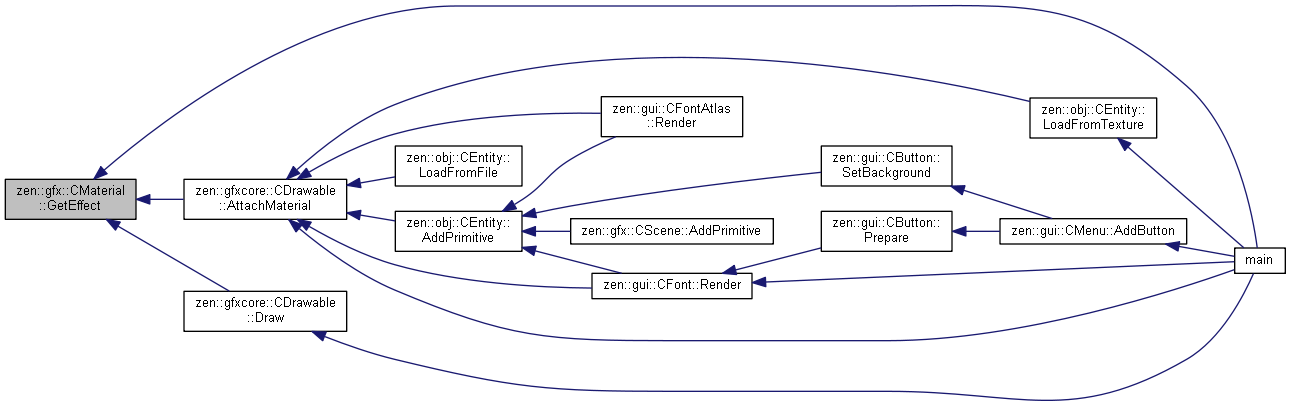 zen::gfx::CMaterial
::GetEffect
zen::gfxcore::CDrawable
::AttachMaterial
zen::gfxcore::CDrawable
::Draw
zen::obj::CEntity::
LoadFromFile
zen::obj::CEntity::
AddPrimitive
zen::gui::CFontAtlas
::Render
zen::gfx::CScene::AddPrimitive
zen::gui::CFont::Render
zen::gui::CButton::
SetBackground
zen::gui::CButton::
Prepare
zen::obj::CEntity::
LoadFromTexture
zen::gui::CMenu::AddButton
main